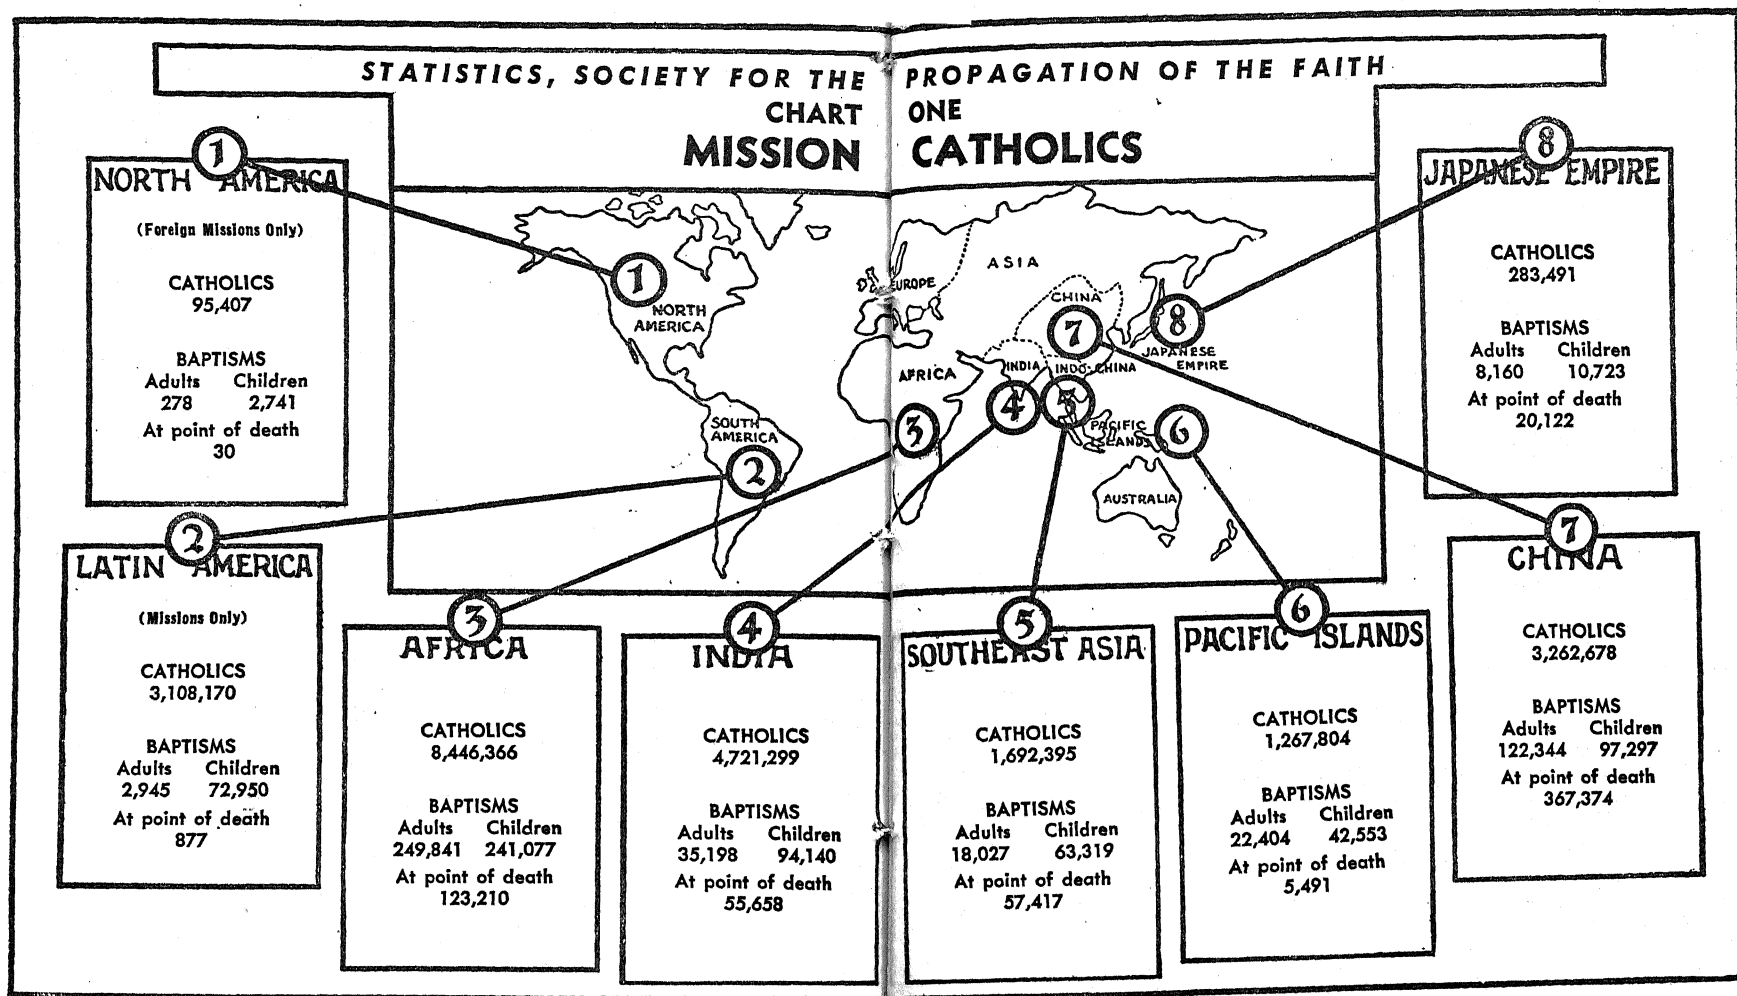 STATISTICS, SOCIETY FOR THE PROPAGATION OF THE FAITH
CHART ONE
MISSION CATHOLICS
1
NORTH AMERICA
(Foreign Missions Only)
CATHOLICS
95,407
BAPTISMS
Adults Children
278 2,741
At point of death
30
2
LATIN AMERICA
(Missions Only)
CATHOLICS
3,108,170
BAPTISMS
Adults Children
2,945 72,950
At point of death
877
3
AFRICA
CATHOLICS
8,446,366
BAPTISMS
Adults Children
249,841 241,077
At point of death
123,210
4
INDIA
CATHOLICS
4,721,299
BAPTISMS
Adults Children
35,198 94,140
At point of death
55,658
5
SOUTHEAST ASIA
CATHOLICS
1,692,395
BAPTISMS
Adults Children
18,027 63,319
At point of death
57,417
6
PACIFIC ISLANDS
CATHOLICS
1,267,804
BAPTISMS
Adults Children
22,404 42,553
At point of death
5,491
7
CHINA
CATHOLICS
3,262,678
BAPTISMS
Adults Children
122,344 97,297
At point of death
367,374
8
JAPANESE EMPIRE
CATHOLICS
283,491
BAPTISMS
Adults Children
8,160 10,723
At point of death
20,122
1
NORTH
AMERICA
SOUTH
AMERICA
2
EUROPE
ASIA
AFRICA
3
CHINA
7
8
JAPANESE
EMPIRE
INDIA
INDO-CHINA
4
5
PACIFIC
ISLANDS
6
AUSTRALIA